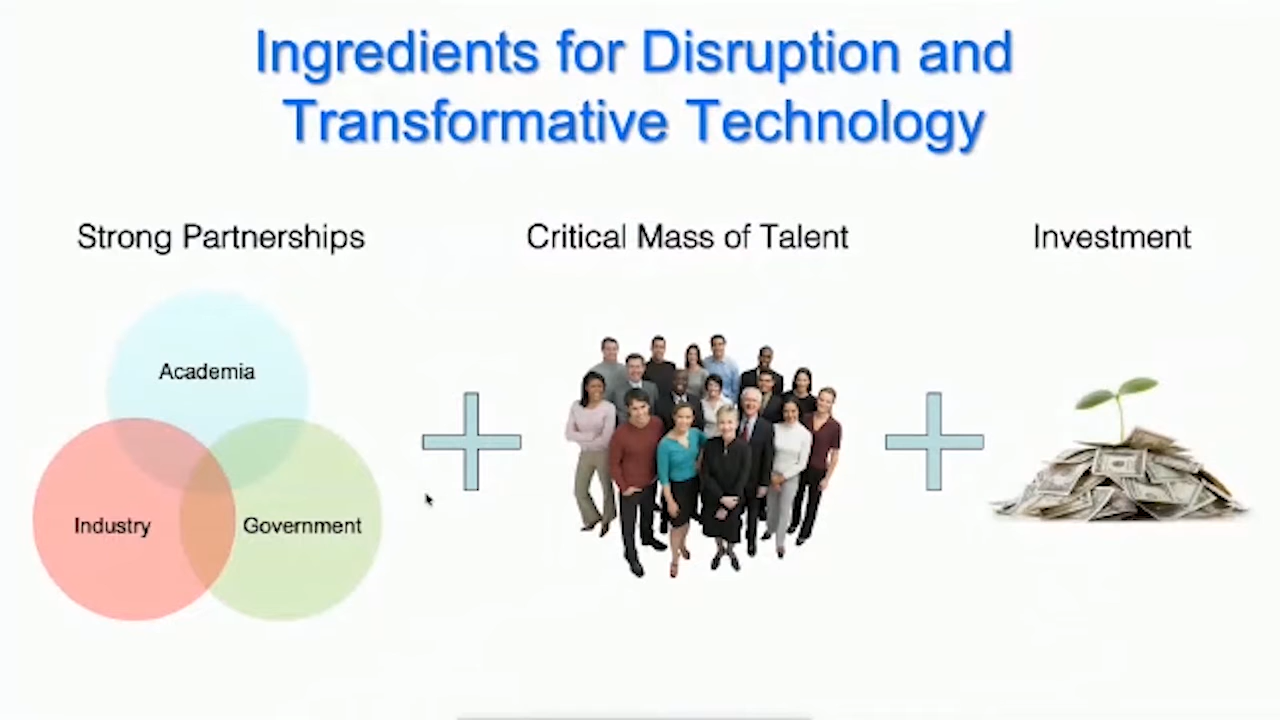 Ingredients for Disruption and
Transformative Technology
Strong Partnerships
Critical Mass of Talent
Investment
Academia
Industry
Government